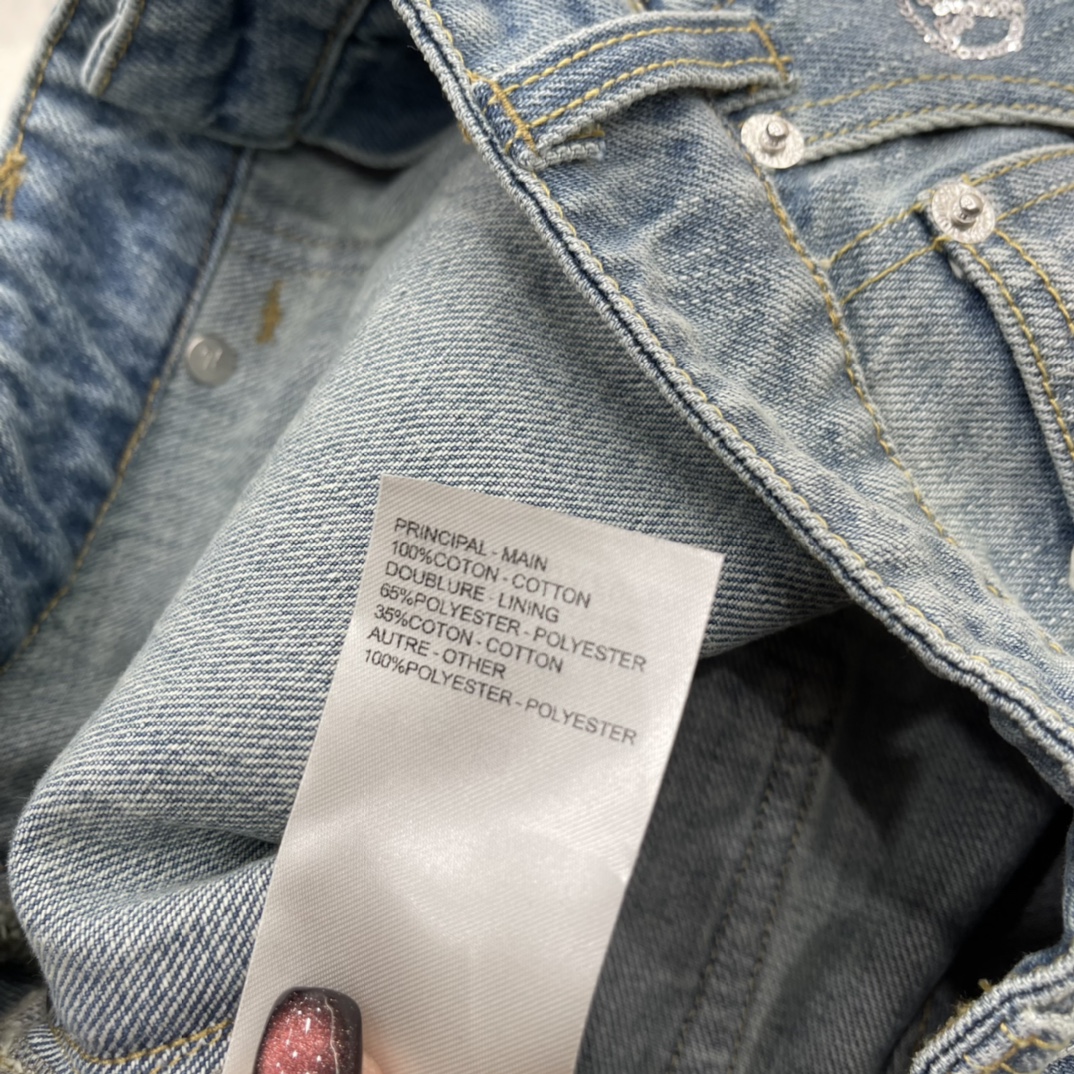 PRINCIPAL - MAIN
100%COTON - COTTON
DOUBLURE - LINING
65%POLYESTER - POLYESTER
35%COTON - COTTON
AUTRE - OTHER
100%POLYESTER - POLYESTER